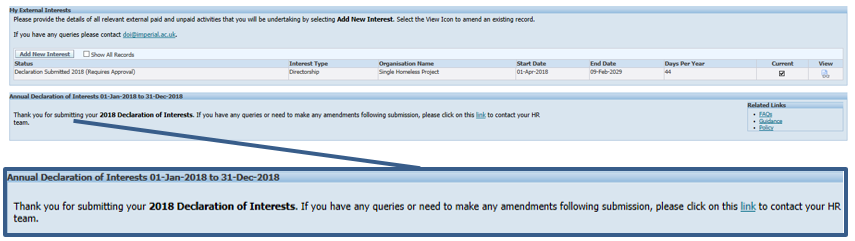 My External Interests
Please provide the details of all relevant external paid and unpaid activities that you will be undertaking by selecting Add New Interest. Select the View Icon to amend an existing record.
If you have any queries please contact doi@imperial.ac.uk.
Add New Interest Show All Records
Status Interest Type Organisation Name Start Date End Date Days Per Year Current View
Declaration Submitted 2018 (Requires Approval) Directorship Single Homeless Project 01-Apr-2018 09-Feb-2029 44
Annual Declaration of Interests 01-Jan-2018 to 31-Dec-2018
Thank you for submitting your 2018 Declaration of Interests. If you have any queries or need to make any amendments following submission, please click on this link to contact your HR
team.
Related Links
FAQs
Guidance
Policy
Annual Declaration of Interests 01-Jan-2018 to 31-Dec-2018
Thank you for submitting your 2018 Declaration of Interests. If you have any queries or need to make any amendments following submission, please click on this link to contact your HR
team.